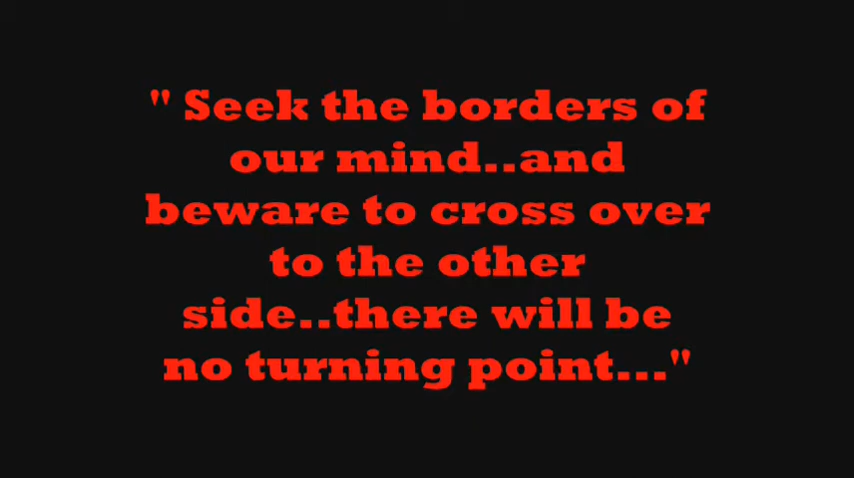 " Seek the borders of
our mind..and
beware to cross over
to the other
side..there will be
no turning point..."